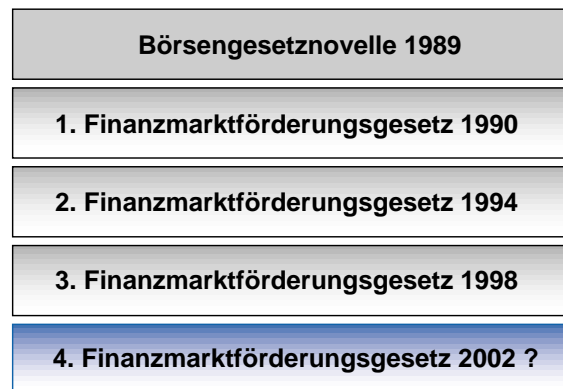 Börsengesetznovelle 1989
1. Finanzmarktförderungsgesetz 1990
2. Finanzmarktförderungsgesetz 1994
3. Finanzmarktförderungsgesetz 1998
4. Finanzmarktförderungsgesetz 2002 ?